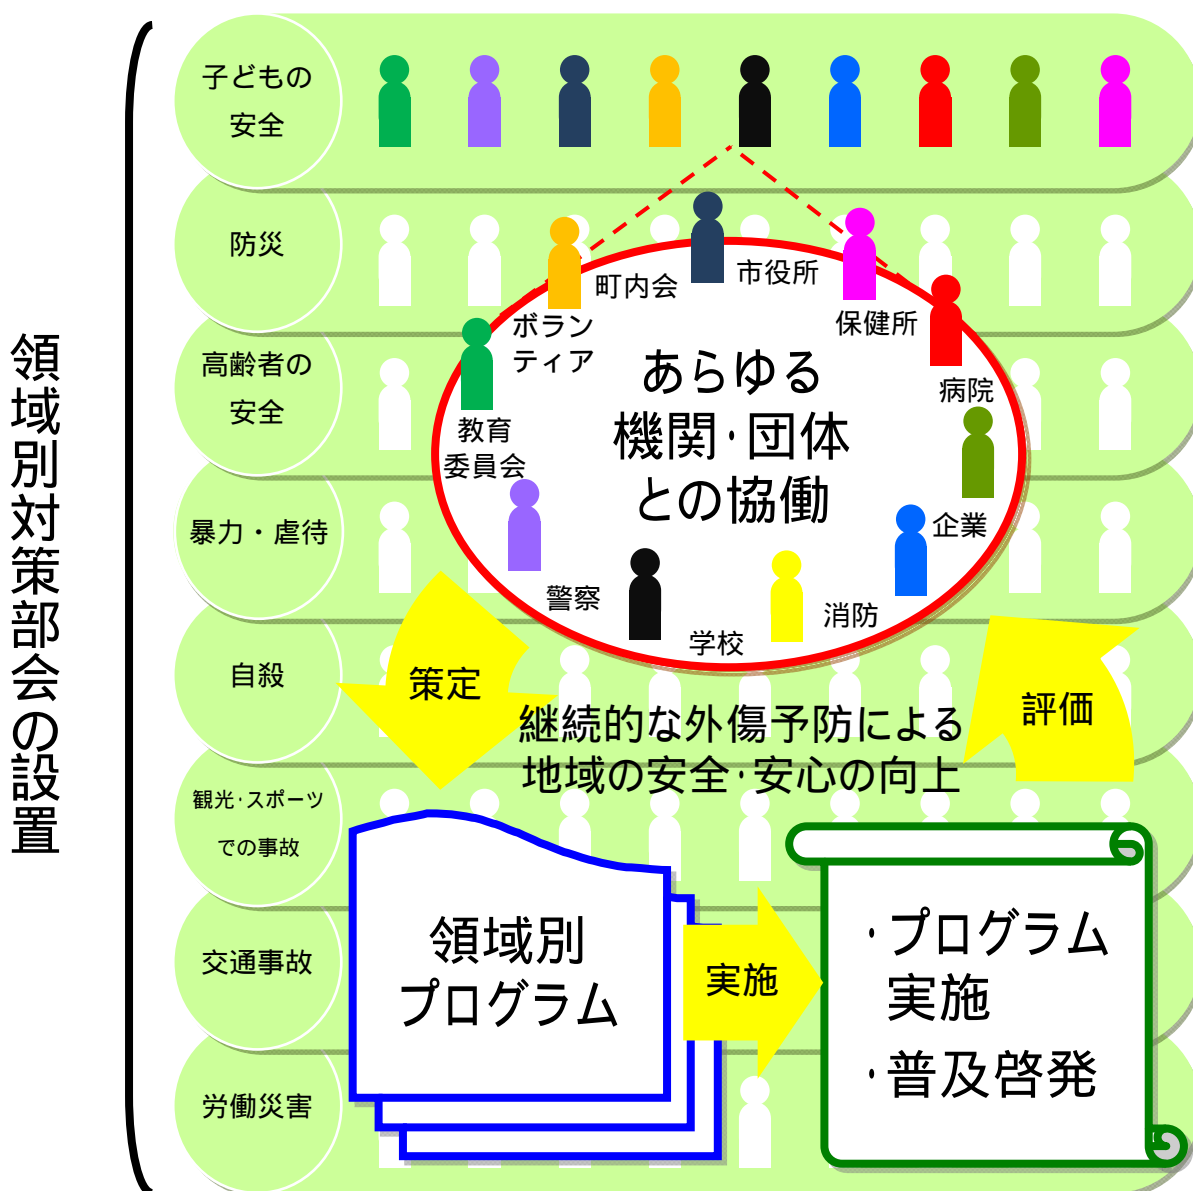 領域別対策部会の設置
子どもの
安全
防災
高齢者の
安全
暴力・虐待
自殺
観光・スポーツ
での事故
交通事故
労働災害
町内会
市役所
ボラン
ティア
保健所
教育
委員会
病院
企業
警察
学校
消防
あらゆる
機関・団体
との協働
策定
評価
継続的な外傷予防による
地域の安全・安心の向上
領域別
プログラム
実施
・プログラム
実施
・普及啓発